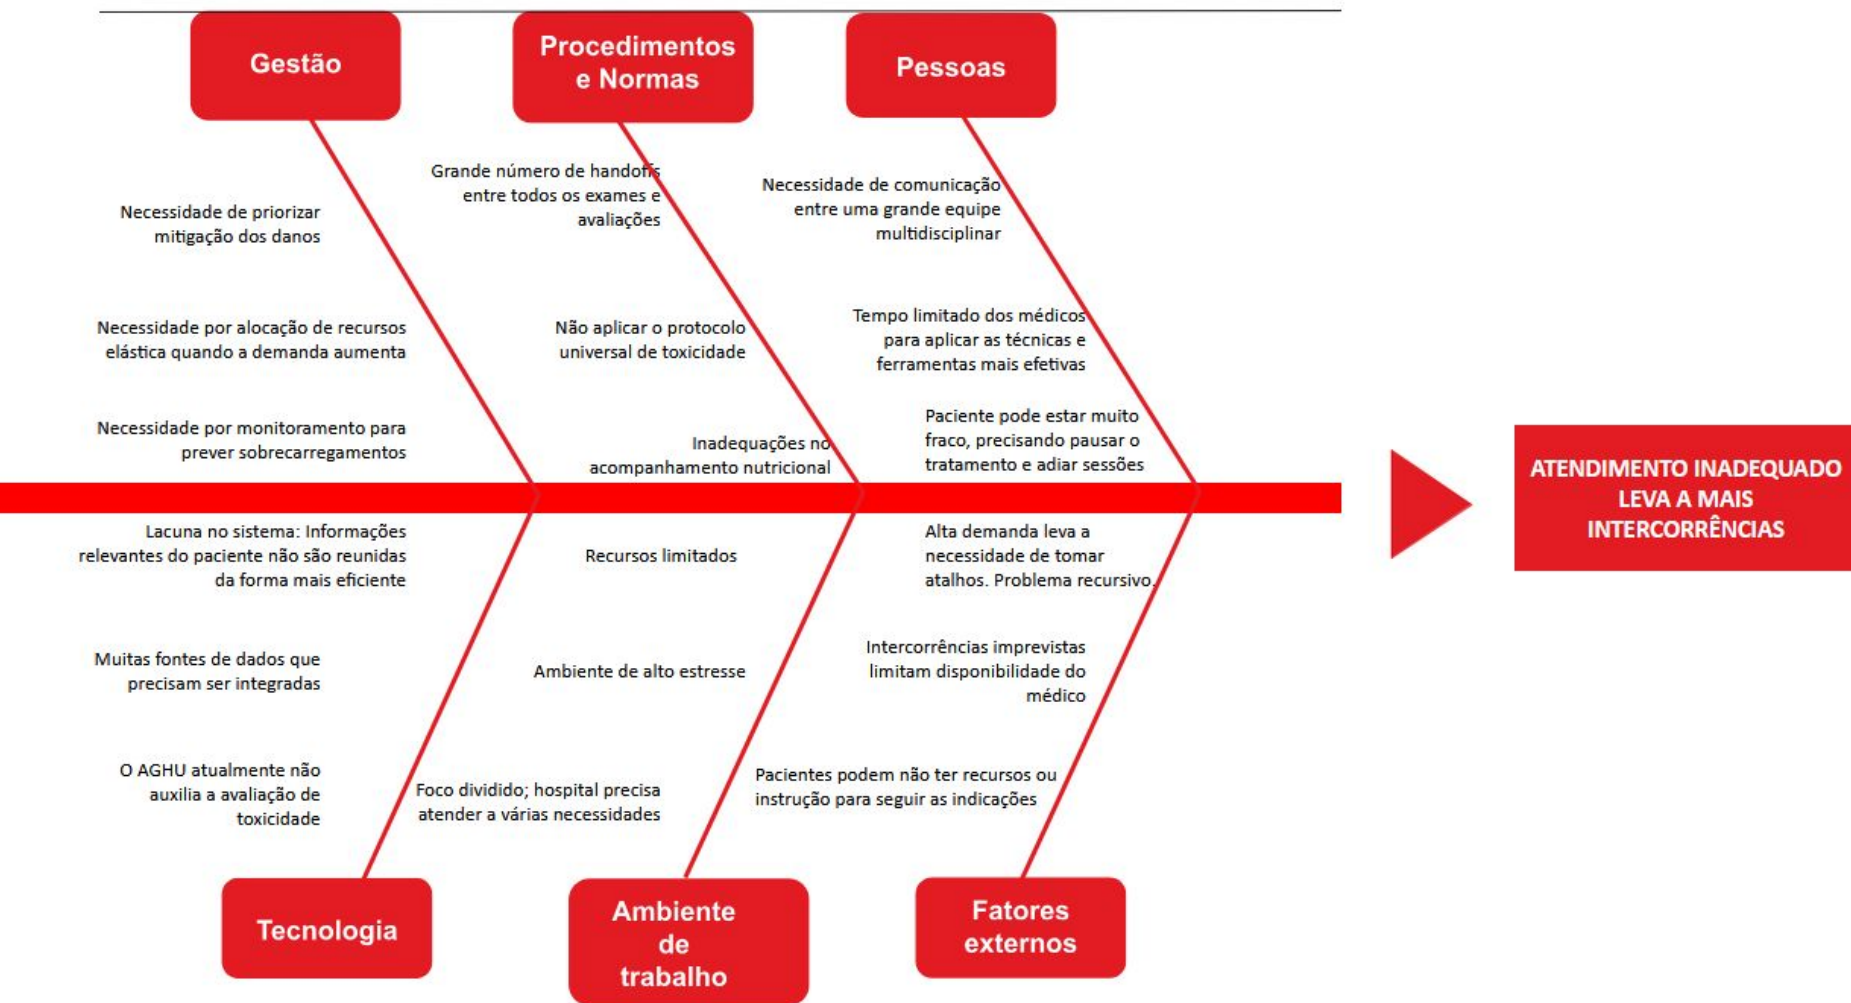 Gestão
Procedimentos
e Normas
Pessoas
Grande número de handoffs
entre todos os exames e
avaliações
Necessidade de comunicação
entre uma grande equipe
multidisciplinar
Necessidade de priorizar
mitigação dos danos
Necessidade por alocação de recursos
elástica quando a demanda aumenta
Não aplicar o protocolo
universal de toxicidade
Tempo limitado dos médicos
para aplicar as técnicas e
ferramentas mais efetivas
Necessidade por monitoramento para
prever sobrecarregamentos
Inadequações no
acompanhamento nutricional
Paciente pode estar muito
fraco, precisando pausar o
tratamento e adiar sessões
ATENDIMENTO INADEQUADO
LEVA A MAIS
INTERCORRÊNCIAS
Lacuna no sistema: Informações
relevantes do paciente não são reunidas
da forma mais eficiente
Recursos limitados
Alta demanda leva a
necessidade de tomar
atalhos. Problema recursivo.
Muitas fontes de dados que
precisam ser integradas
Ambiente de alto estresse
Intercorrências imprevistas
limitam disponibilidade do
médico
O AGHU atualmente não
auxilia a avaliação de
toxicidade
Foco dividido; hospital precisa
atender a várias necessidades
Pacientes podem não ter recursos ou
instrução para seguir as indicações
Tecnologia
Ambiente
de
trabalho
Fatores
externos